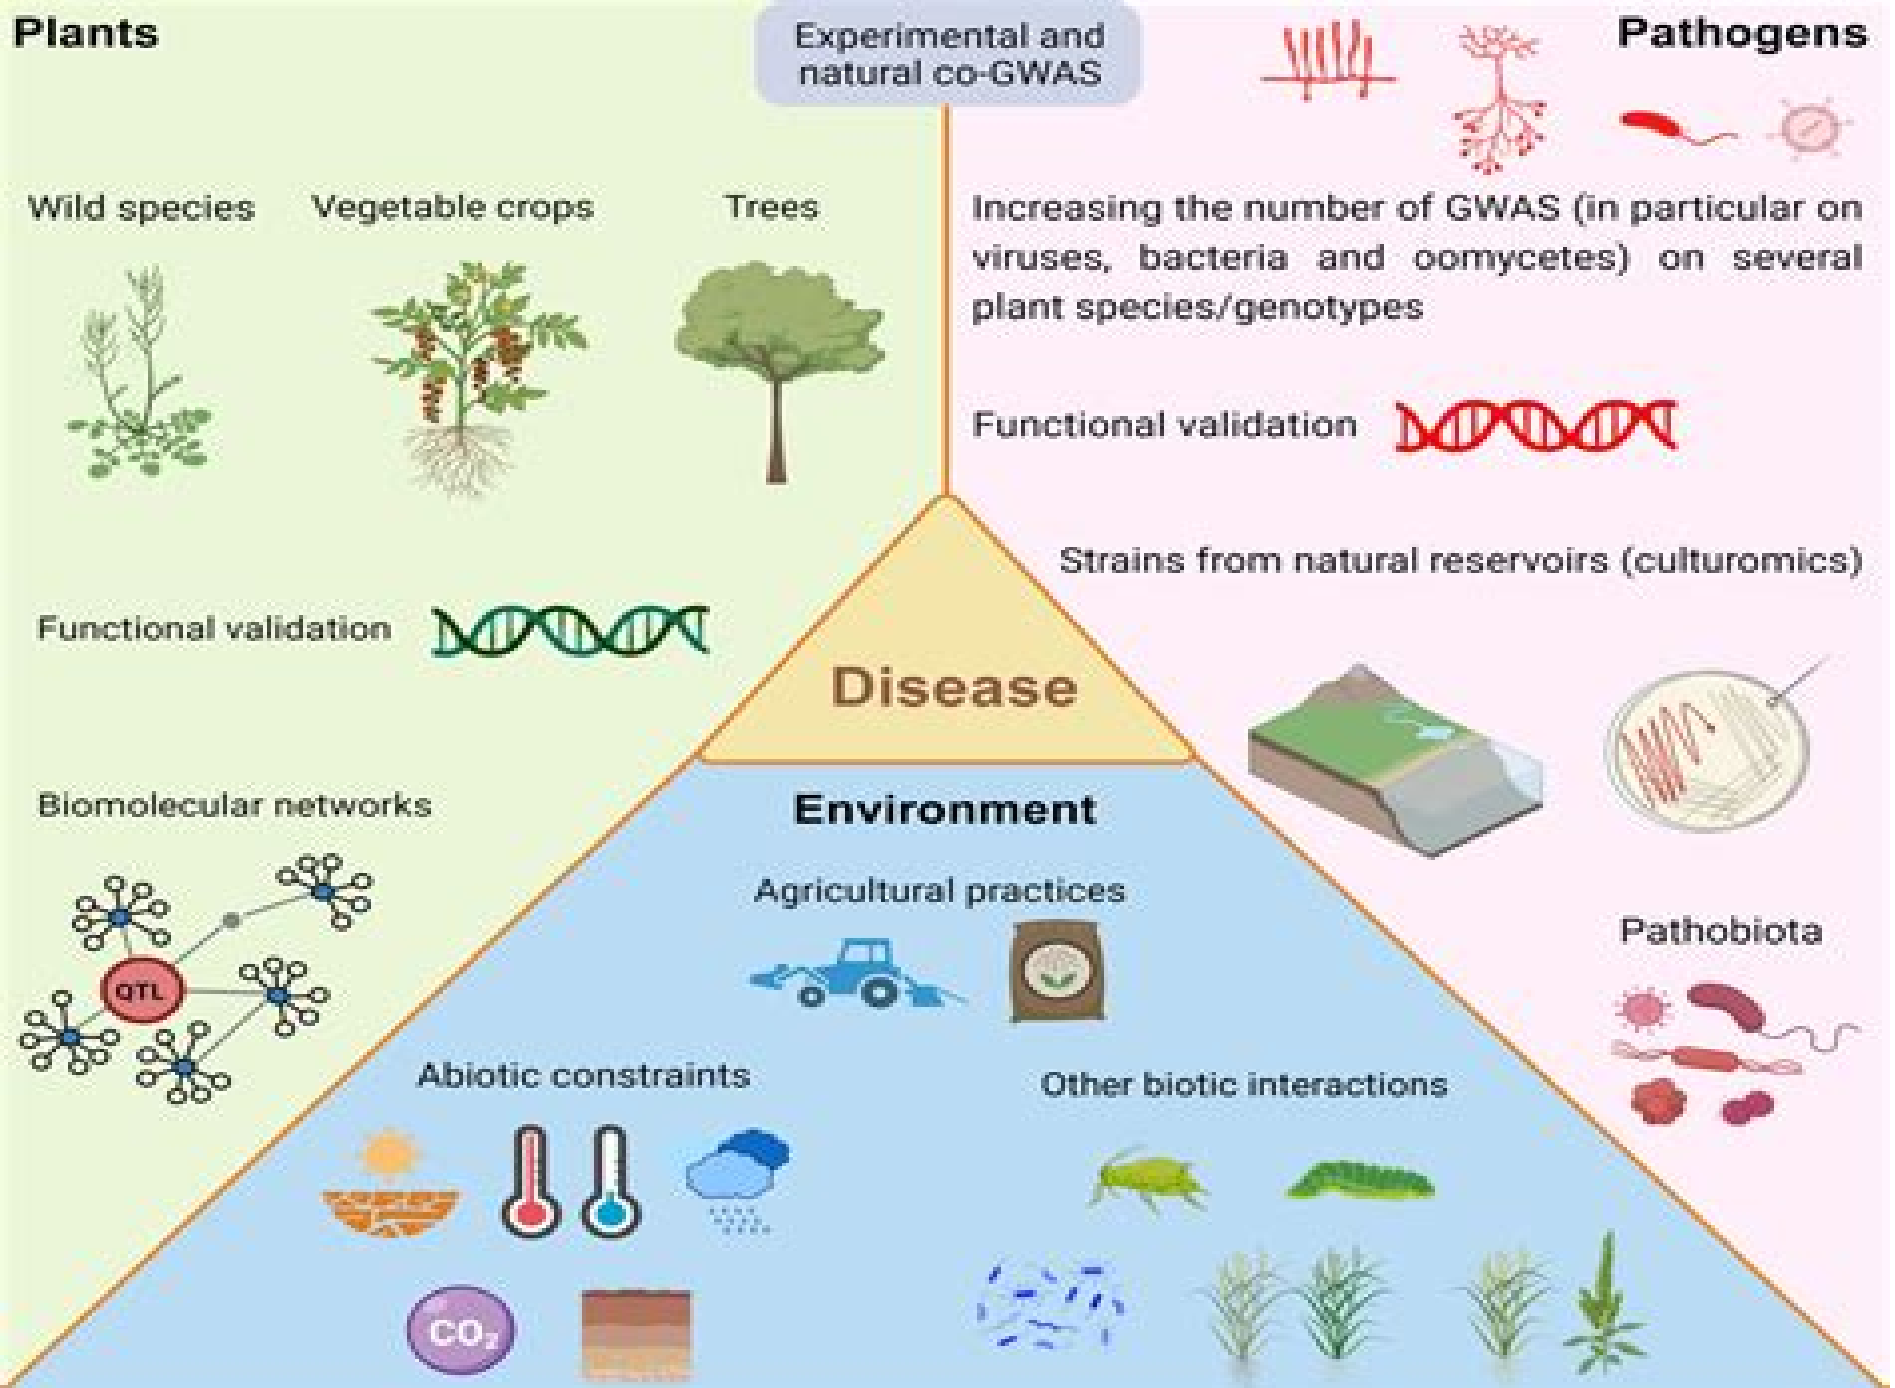 Plants
Experimental and
natural co-GWAS
Pathogens
Wild species
Vegetable crops
Trees
Increasing the number of GWAS (in particular on
viruses, bacteria and oomycetes) on several
plant species/genotypes
Functional validation
Strains from natural reservoirs (culturomics)
Functional validation
Disease
Biomolecular networks
QTL
Environment
Agricultural practices
Pathobiota
Abiotic constraints
Other biotic interactions
CO₂